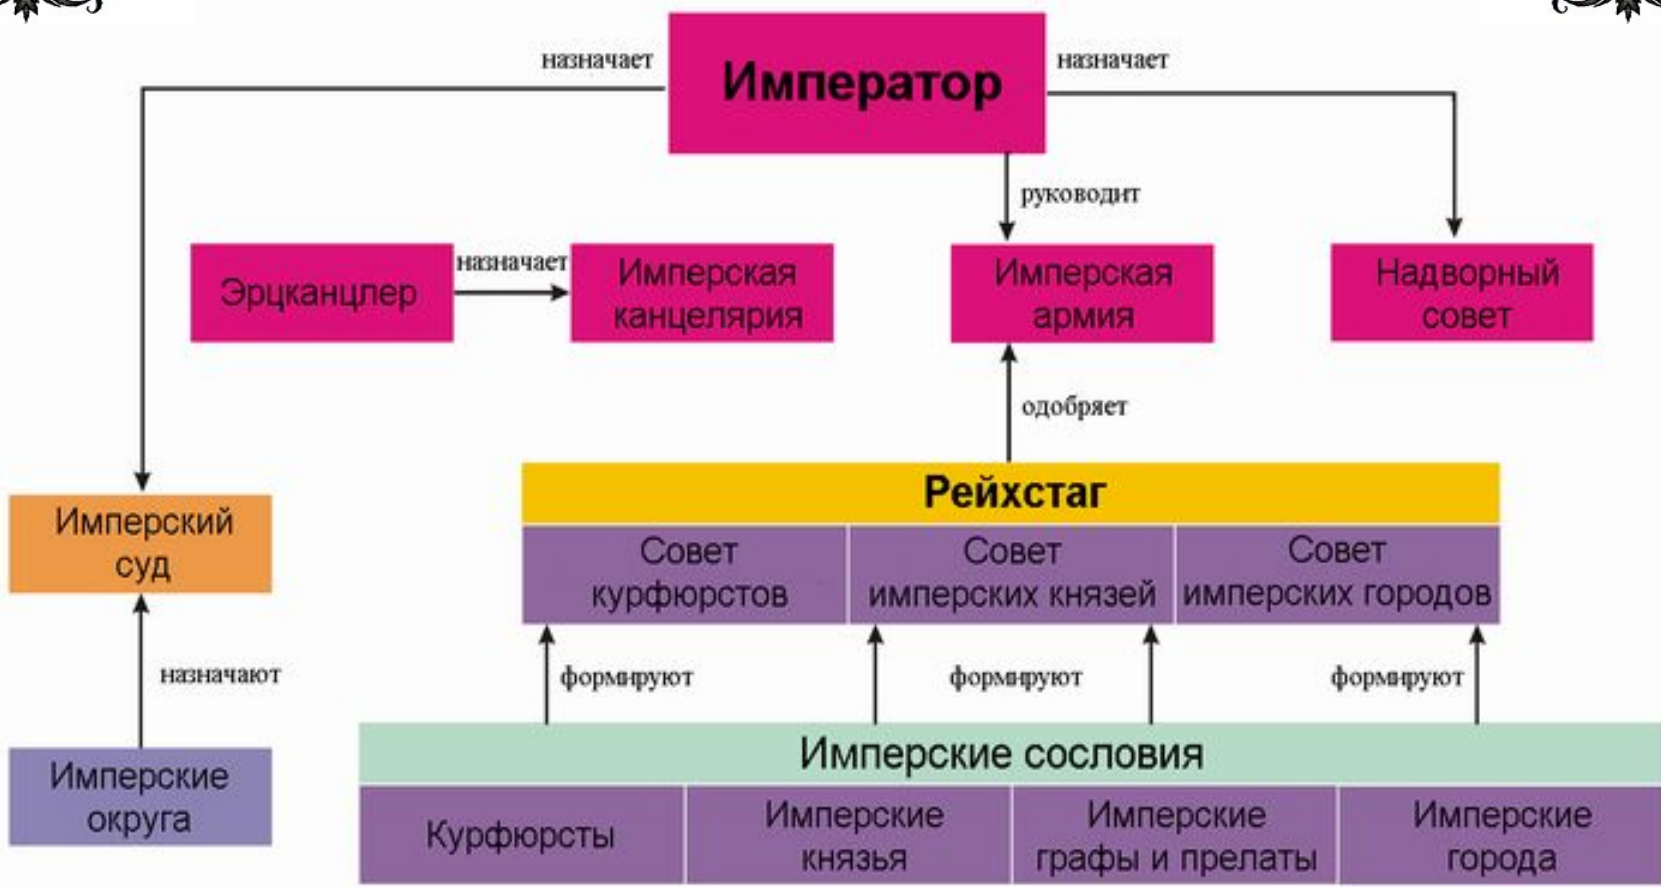 назначает
Император
назначает
руководит
Эрцканцлер
назначает
Имперская
канцелярия
Имперская
армия
Надворный
совет
одобряет
Рейхстаг
Имперский
суд
Совет
курфюрстов
Совет
имперских князей
Совет
имперских городов
назначают
формируют
формируют
формируют
Имперские сословия
Имперские
округа
Курфюрсты
Имперские
князья
Имперские
графы и прелаты
Имперские
города